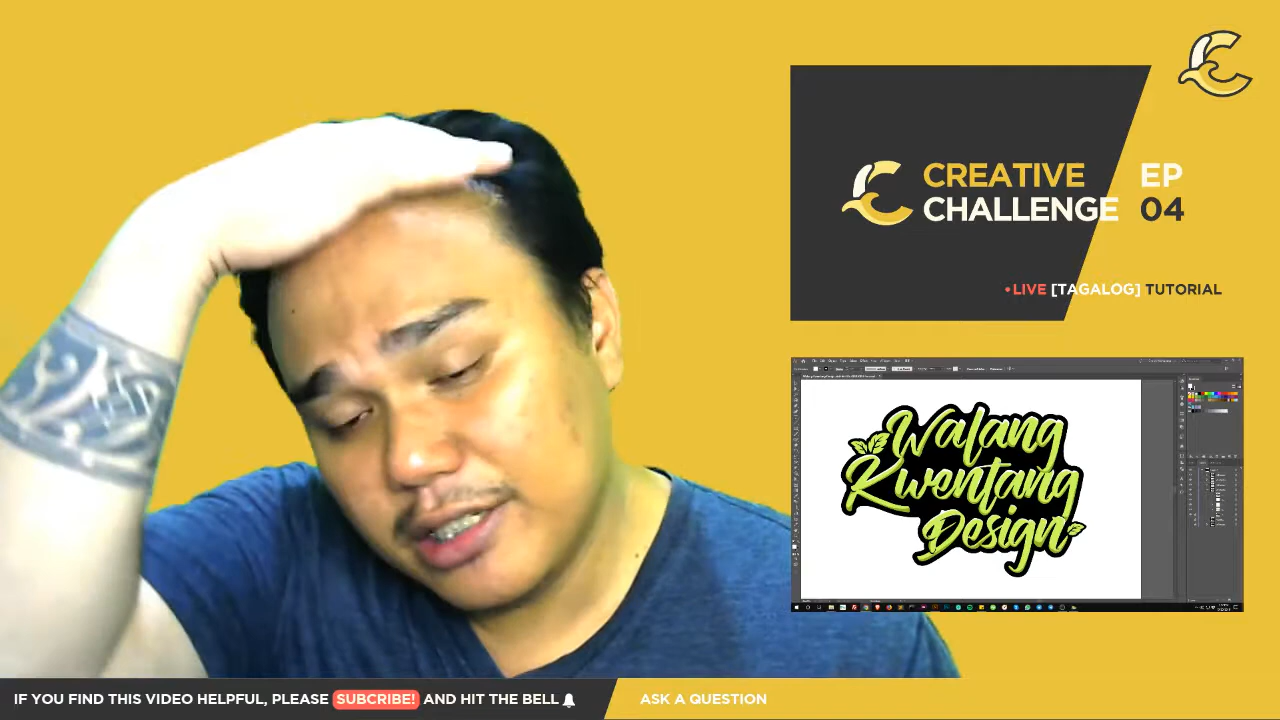 CREATIVE
CHALLENGE
EP
04
• LIVE [TAGALOG] TUTORIAL
Walang
Kwentang
Design
IF YOU FIND THIS VIDEO HELPFUL, PLEASE SUBCRIBE! AND HIT THE BELL
ASK A QUESTION